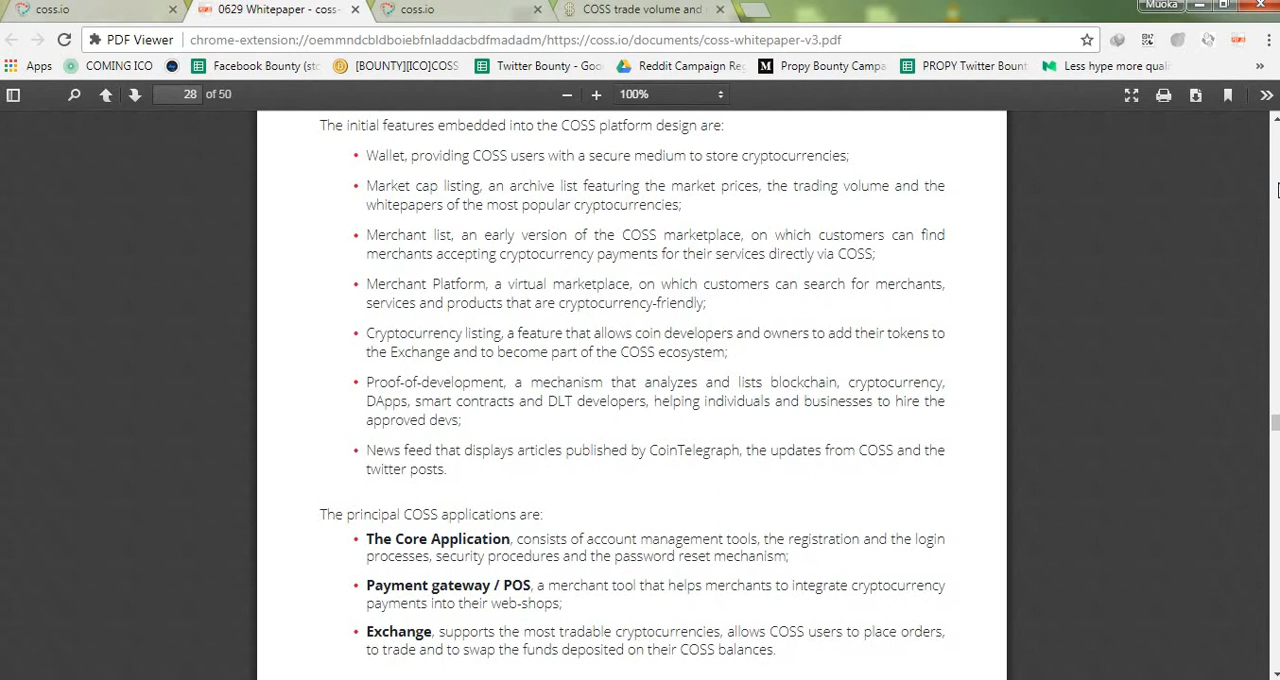 coss.io
0629 Whitepaper - coss-
coss.io
COSS trade volume and
Muoka
PDF Viewer
chrome-extension://oemmndcbldboiebfnladdacbdfmadadm/https://coss.io/documents/coss-whitepaper-v3.pdf
Apps
COMING ICO
Facebook Bounty (sto
[BOUNTY][ICO]COSS
Twitter Bounty - Goo
Reddit Campaign Reg
Propy Bounty Campa
PROPY Twitter Bount
Less hype more quali
»
28 of 50
100%
The initial features embedded into the COSS platform design are:
• Wallet, providing COSS users with a secure medium to store cryptocurrencies;
• Market cap listing, an archive list featuring the market prices, the trading volume and the
whitepapers of the most popular cryptocurrencies;
• Merchant list, an early version of the COSS marketplace, on which customers can find
merchants accepting cryptocurrency payments for their services directly via COSS;
• Merchant Platform, a virtual marketplace, on which customers can search for merchants,
services and products that are cryptocurrency-friendly;
• Cryptocurrency listing, a feature that allows coin developers and owners to add their tokens to
the Exchange and to become part of the COSS ecosystem;
• Proof-of-development, a mechanism that analyzes and lists blockchain, cryptocurrency,
DApps, smart contracts and DLT developers, helping individuals and businesses to hire the
approved devs;
• News feed that displays articles published by CoinTelegraph, the updates from COSS and the
twitter posts.
The principal COSS applications are:
• The Core Application, consists of account management tools, the registration and the login
processes, security procedures and the password reset mechanism;
• Payment gateway / POS, a merchant tool that helps merchants to integrate cryptocurrency
payments into their web-shops;
• Exchange, supports the most tradable cryptocurrencies, allows COSS users to place orders,
to trade and to swap the funds deposited on their COSS balances.